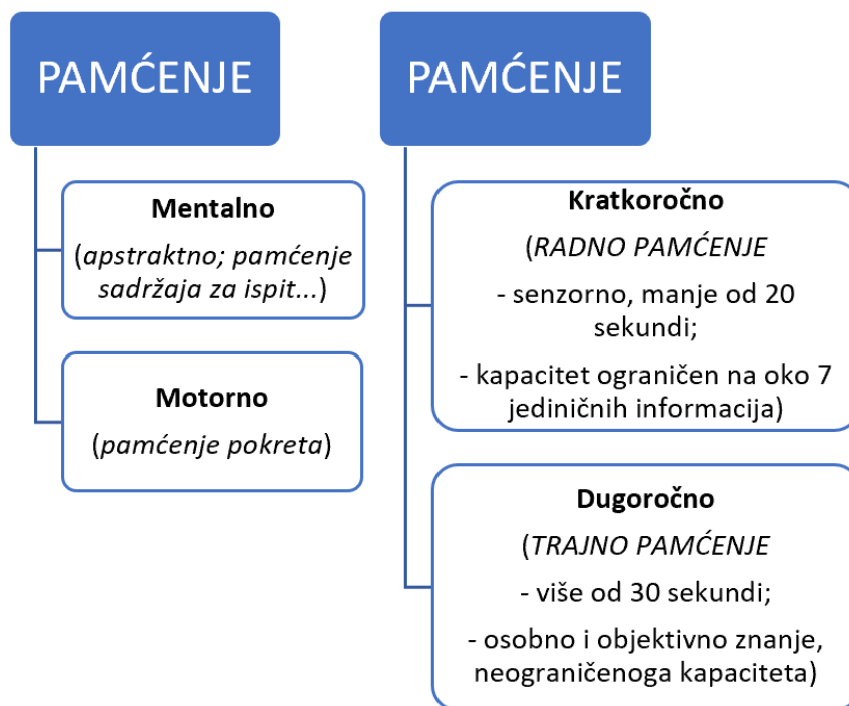 PAMĆENJE
Mentalno
(apstraktno; pamćenje
sadržaja za ispit...)
Motorno
(pamćenje pokreta)
PAMĆENJE
Kratkoročno
(RADNO PAMĆENJE
- senzorno, manje od 20
sekundi;
- kapacitet ograničen na oko 7
jediničnih informacija)
Dugoročno
(TRAJNO PAMĆENJE
- više od 30 sekundi;
- osobno i objektivno znanje,
neograničenoga kapaciteta)